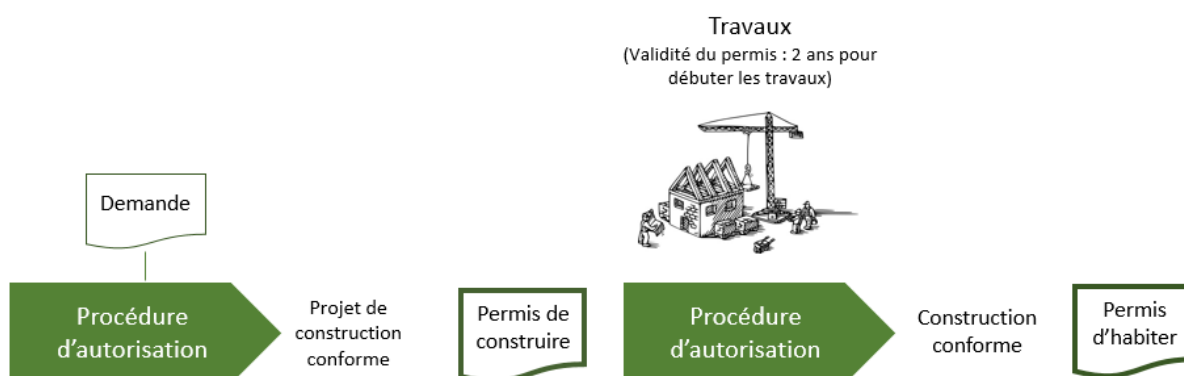 Travaux
(Validité du permis : 2 ans pour
débuter les travaux)
Demande
Procédure
d’autorisation
Projet de
construction
conforme
Permis de
construire
Procédure
d’autorisation
Construction
conforme
Permis
d’habiter